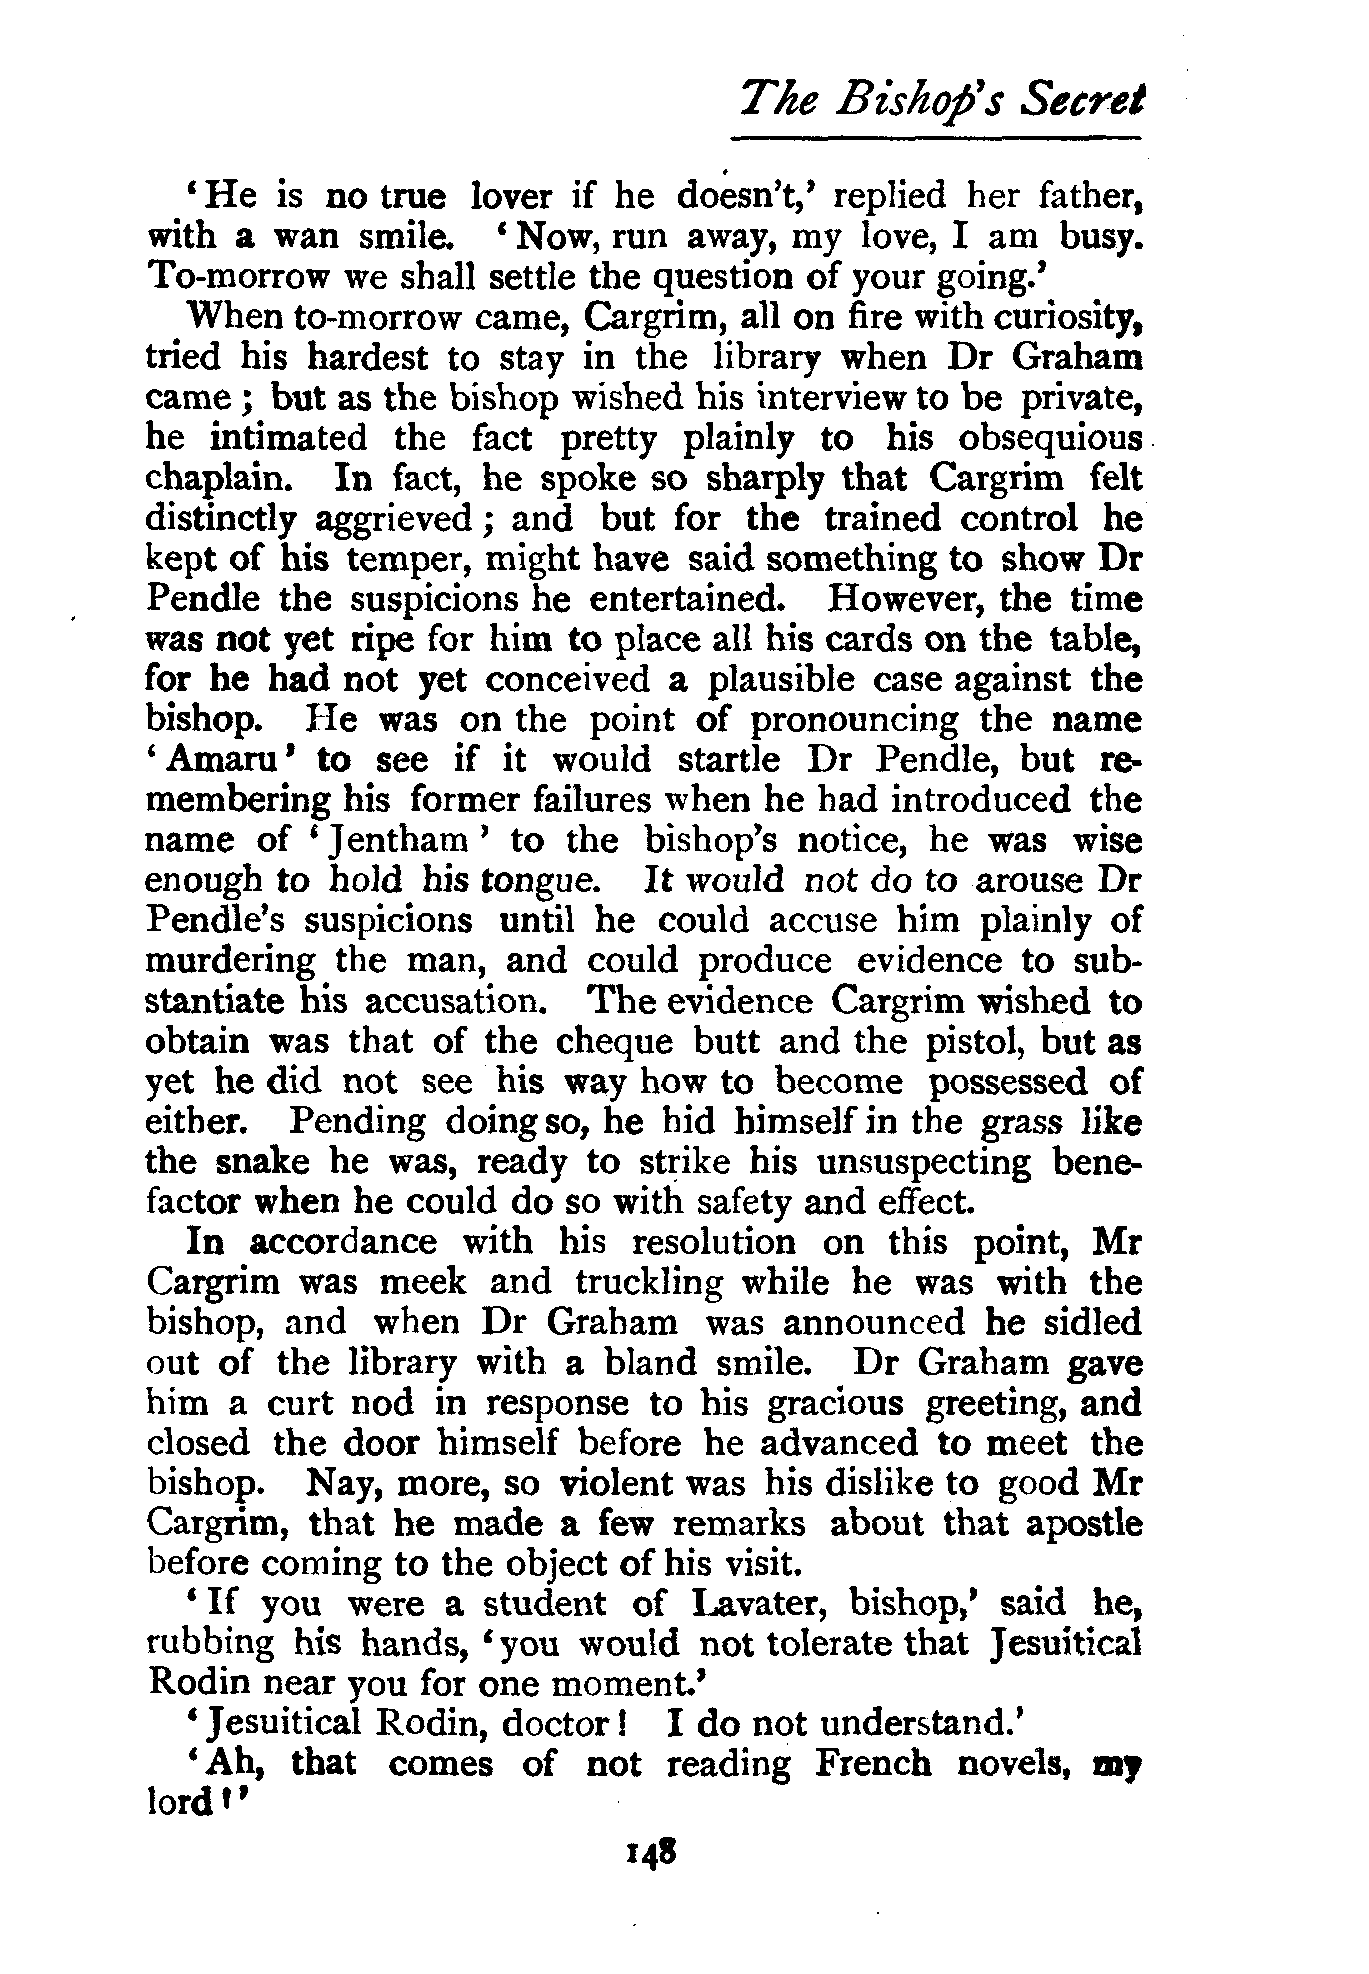 The Bishop's Secret
‘He is no true lover if he doesn't,’ replied her father,
with a wan smile. ‘Now, run away, my love, I am busy.
To-morrow we shall settle the question of your going.’
When to-morrow came, Cargrim, all on fire with curiosity,
tried his hardest to stay in the library when Dr Graham
came; but as the bishop wished his interview to be private,
he intimated the fact pretty plainly to his obsequious
chaplain. In fact, he spoke so sharply that Cargrim felt
distinctly aggrieved; and but for the trained control he
kept of his temper, might have said something to show Dr
Pendle the suspicions he entertained. However, the time
was not yet ripe for him to place all his cards on the table,
for he had not yet conceived a plausible case against the
bishop. He was on the point of pronouncing the name
‘Amaru’ to see if it would startle Dr Pendle, but re-
membering his former failures when he had introduced the
name of ‘Jentham’ to the bishop's notice, he was wise
enough to hold his tongue. It would not do to arouse Dr
Pendle's suspicions until he could accuse him plainly of
murdering the man, and could produce evidence to sub-
stantiate his accusation. The evidence Cargrim wished to
obtain was that of the cheque butt and the pistol, but as
yet he did not see his way how to become possessed of
either. Pending doing so, he hid himself in the grass like
the snake he was, ready to strike his unsuspecting bene-
factor when he could do so with safety and effect.
In accordance with his resolution on this point, Mr
Cargrim was meek and truckling while he was with the
bishop, and when Dr Graham was announced he sidled
out of the library with a bland smile. Dr Graham gave
him a curt nod in response to his gracious greeting, and
closed the door himself before he advanced to meet the
bishop. Nay, more, so violent was his dislike to good Mr
Cargrim, that he made a few remarks about that apostle
before coming to the object of his visit.
‘If you were a student of Lavater, bishop,’ said he,
rubbing his hands, ‘you would not tolerate that Jesuitical
Rodin near you for one moment.’
‘Jesuitical Rodin, doctor! I do not understand.’
‘Ah, that comes of not reading French novels, my
lord!’
148